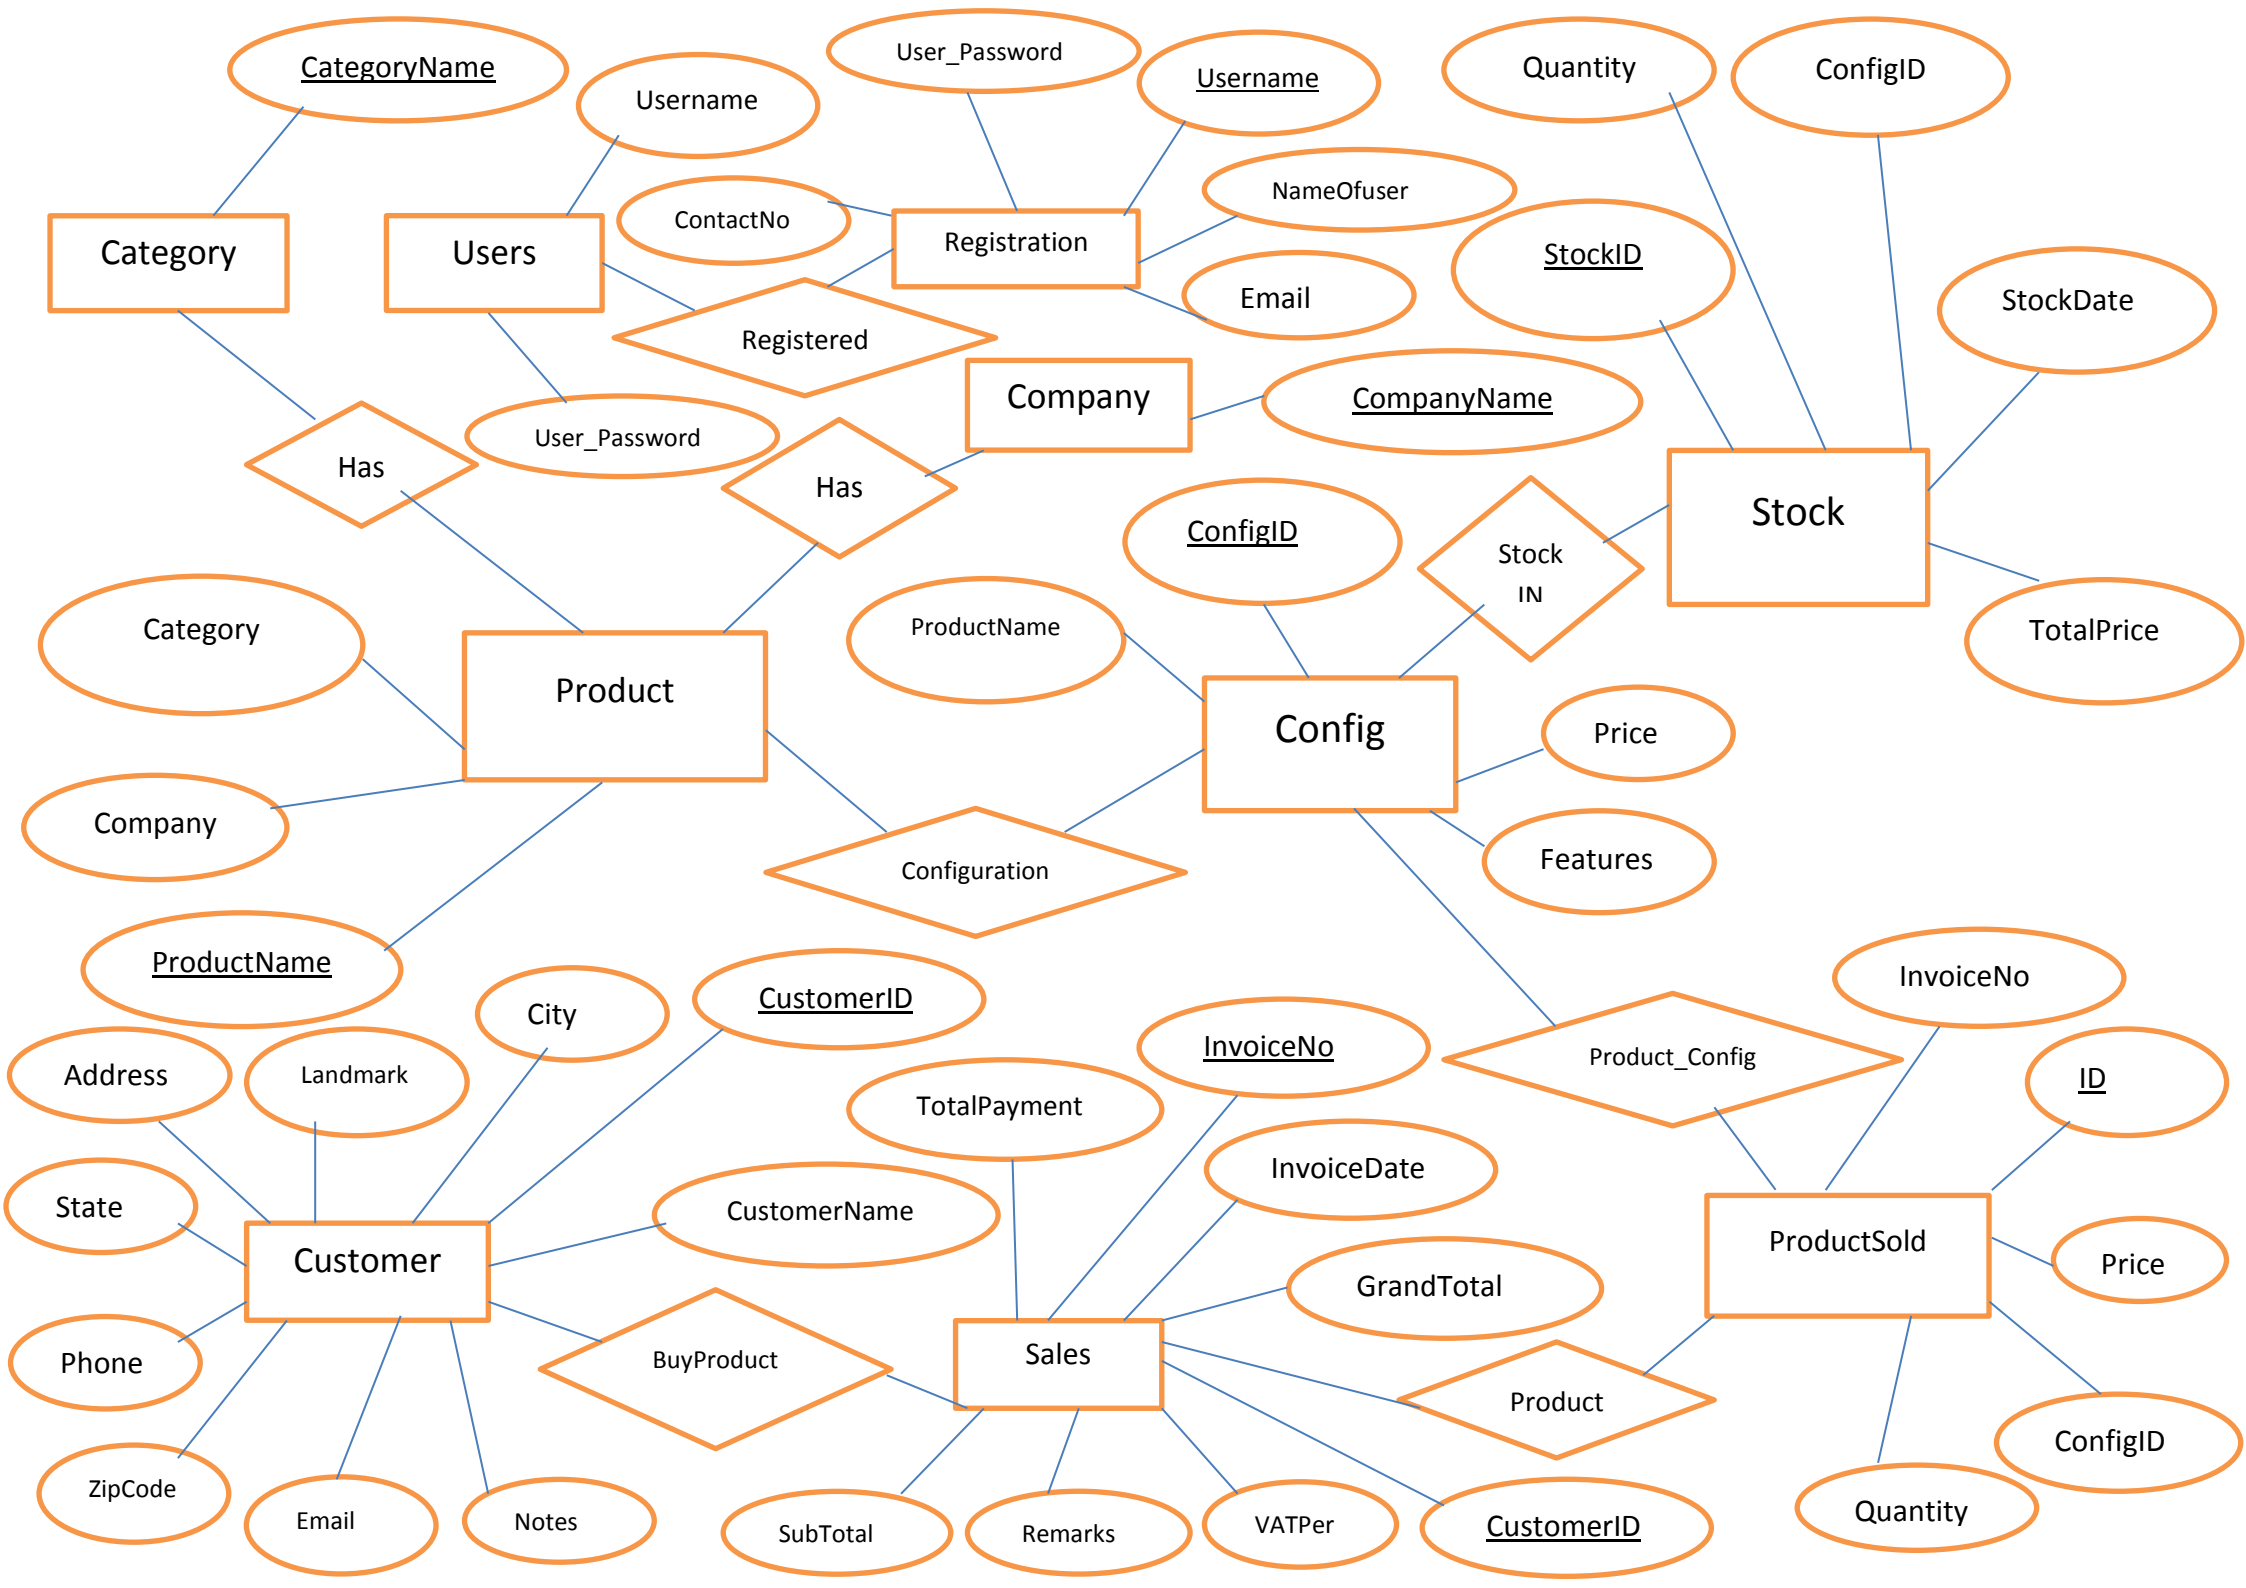 CategoryName
Username
User_Password
Username
Quantity
ConfigID
ContactNo
NameOfuser
Category
Users
Registration
StockID
Email
StockDate
Registered
Company
CompanyName
User_Password
Has
Has
Stock
ConfigID
Stock
IN
ProductName
Category
TotalPrice
Product
Config
Price
Company
Features
Configuration
ProductName
City
CustomerID
InvoiceNo
InvoiceNo
Product_Config
Address
Landmark
TotalPayment
ID
InvoiceDate
State
CustomerName
ProductSold
Customer
Price
GrandTotal
Phone
BuyProduct
Sales
Product
ConfigID
ZipCode
Email
Notes
SubTotal
Remarks
VATPer
CustomerID
Quantity